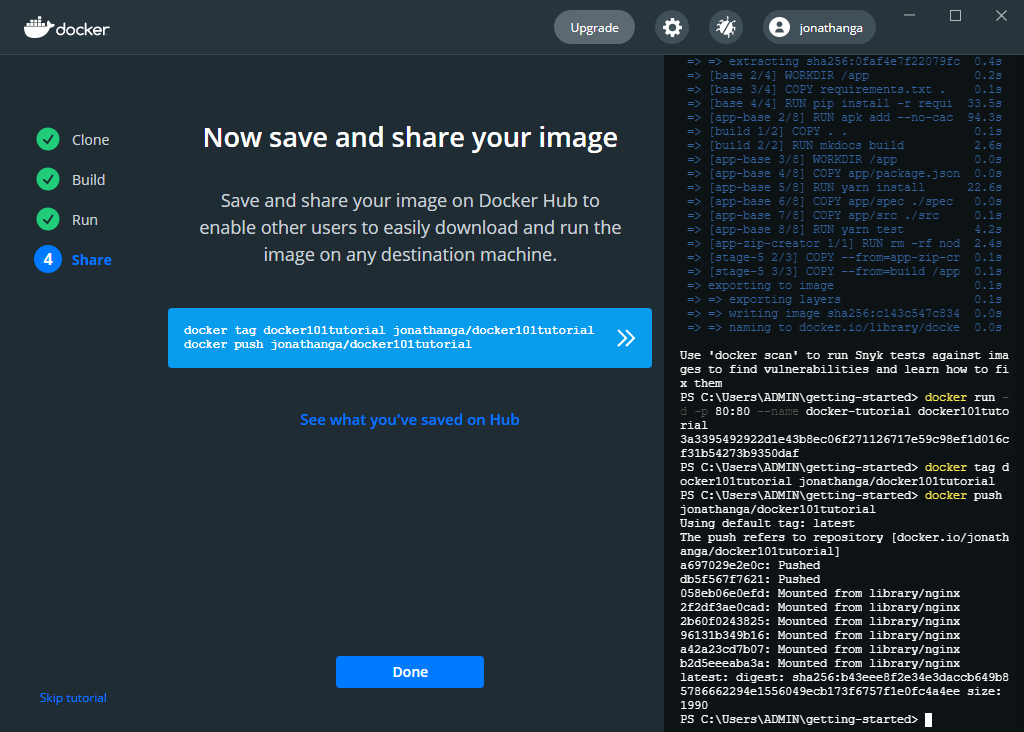 docker
Upgrade
jonathanga
Clone
Build
Run
4 Share
Now save and share your image
Save and share your image on Docker Hub to
enable other users to easily download and run the
image on any destination machine.
docker tag docker101tutorial jonathanga/docker101tutorial
docker push jonathanga/docker101tutorial
See what you've saved on Hub
Done
Skip tutorial
=> => extracting sha256:0faf4e7f22079fc 0.4s
=> [base 2/4] WORKDIR /app 0.2s
=> [base 3/4] COPY requirements.txt . 0.1s
=> [base 4/4] RUN pip install -r requi 33.5s
=> [app-base 2/8] RUN apk add --no-cac 94.3s
=> [build 1/2] COPY . . 0.1s
=> [build 2/2] RUN mkdocs build 2.6s
=> [app-base 3/8] WORKDIR /app 0.0s
=> [app-base 4/8] COPY app/package.json 0.0s
=> [app-base 5/8] RUN yarn install 22.6s
=> [app-base 6/8] COPY app/spec ./spec 0.0s
=> [app-base 7/8] COPY app/src ./src 0.1s
=> [app-base 8/8] RUN yarn test 4.2s
=> [app-zip-creator 1/1] RUN rm -rf nod 2.4s
=> [stage-5 2/3] COPY --from=app-zip-cr 0.1s
=> [stage-5 3/3] COPY --from=build /app 0.1s
=> exporting to image 0.1s
=> => exporting layers 0.1s
=> => writing image sha256:c143c547c834 0.0s
=> => naming to docker.io/library/docke 0.0s
Use 'docker scan' to run Snyk tests against ima
ges to find vulnerabilities and learn how to fi
x them
PS C:\Users\ADMIN\getting-started> docker run -
d -p 80:80 --name docker-tutorial docker101tuto
rial
3a3395492922d1e43b8ec06f271126717e59c98ef1d016c
f31b54273b9350daf
PS C:\Users\ADMIN\getting-started> docker tag d
ocker101tutorial jonathanga/docker101tutorial
PS C:\Users\ADMIN\getting-started> docker push
jonathanga/docker101tutorial
Using default tag: latest
The push refers to repository [docker.io/jonath
anga/docker101tutorial]
a697029e2e0c: Pushed
db5f567f7621: Pushed
058eb06e0efd: Mounted from library/nginx
2f2df3ae0cad: Mounted from library/nginx
2b60f0243825: Mounted from library/nginx
96131b349b16: Mounted from library/nginx
a42a23cd7b07: Mounted from library/nginx
b2d5eeeaba3a: Mounted from library/nginx
latest: digest: sha256:b43eee8f2e34e3daccb649b8
5786662294e1556049ecb173f6757f1e0fc4a4ee size:
1990
PS C:\Users\ADMIN\getting-started>